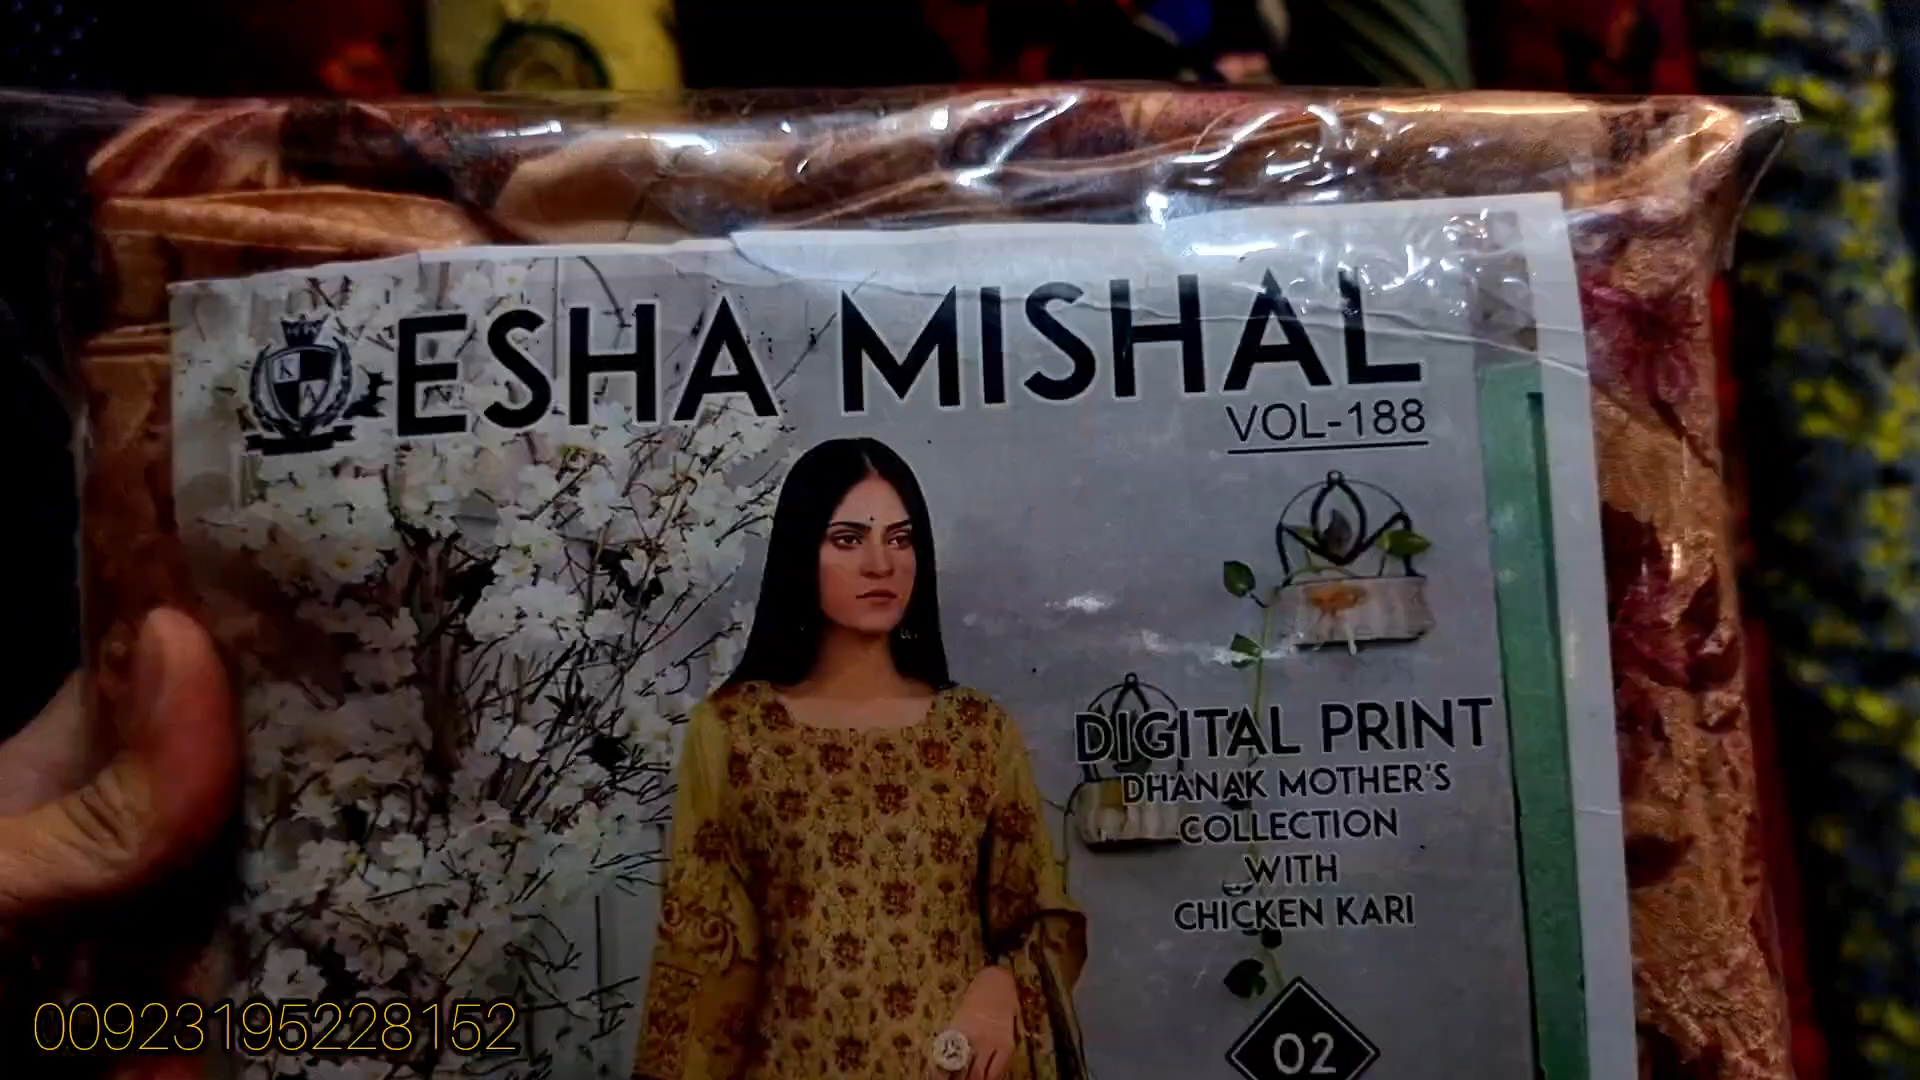 K
A
ESHA MISHAL
VOL-188
DIGITAL PRINT
DHANAK MOTHER'S
COLLECTION
WITH
CHICKEN KARI
02
00923195228152